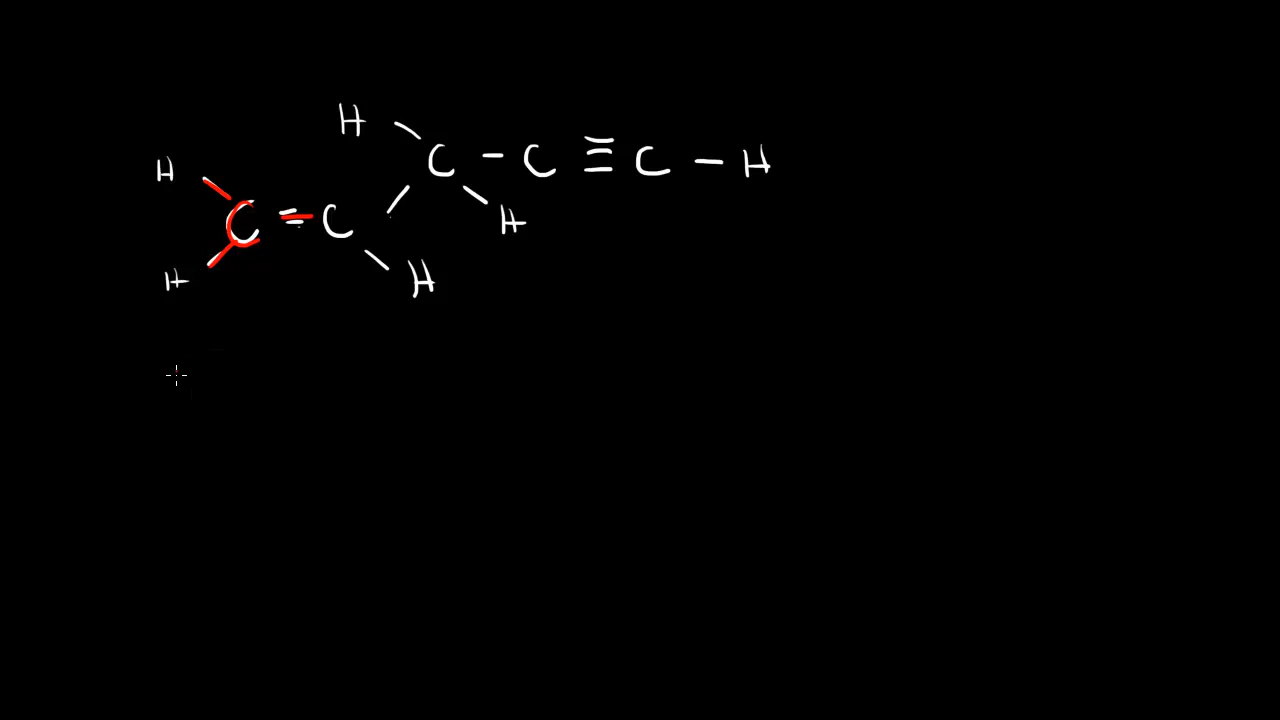 H
H C - C ≡ C - H
H
C = C H
H H